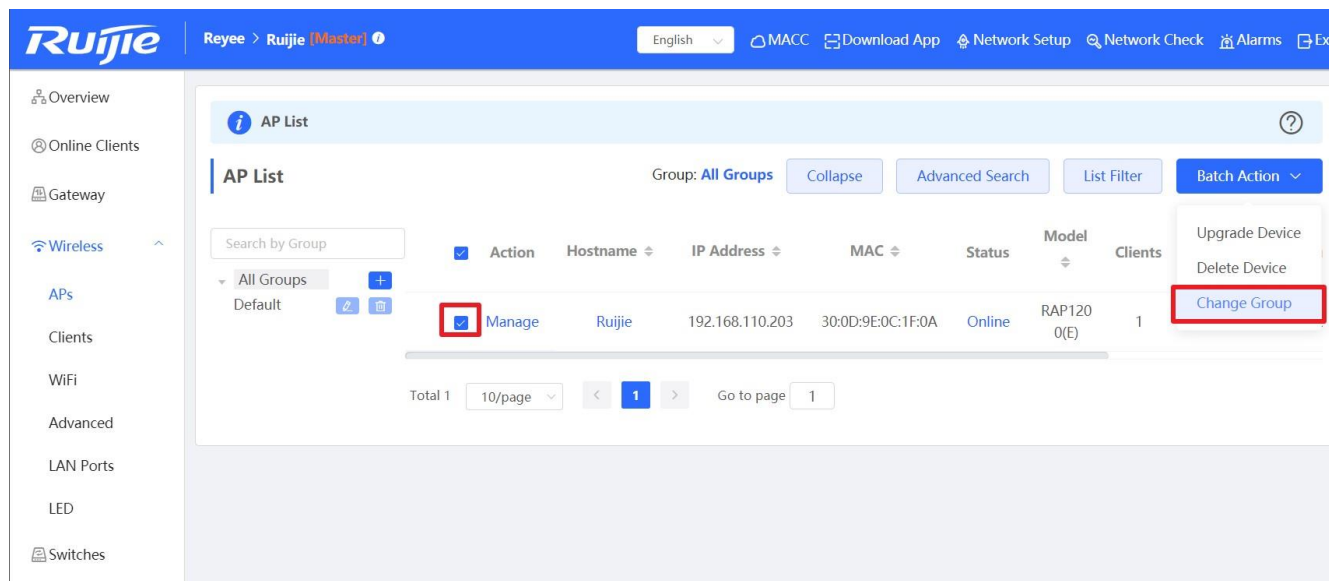 Ruijie
Reyee > Ruijie [Master]
English
MACC
Download App
Network Setup
Network Check
Alarms
Overview
Online Clients
Gateway
Wireless
APs
Clients
WiFi
Advanced
LAN Ports
LED
Switches
AP List
AP List
Group: All Groups
Collapse
Advanced Search
List Filter
Batch Action
Upgrade Device
Delete Device
Change Group
Search by Group
All Groups
Default
Action Hostname IP Address MAC Status Model Clients
Manage Ruijie 192.168.110.203 30:0D:9E:0C:1F:0A Online RAP120 1
0(E)
Total 1 10/page < 1 > Go to page 1